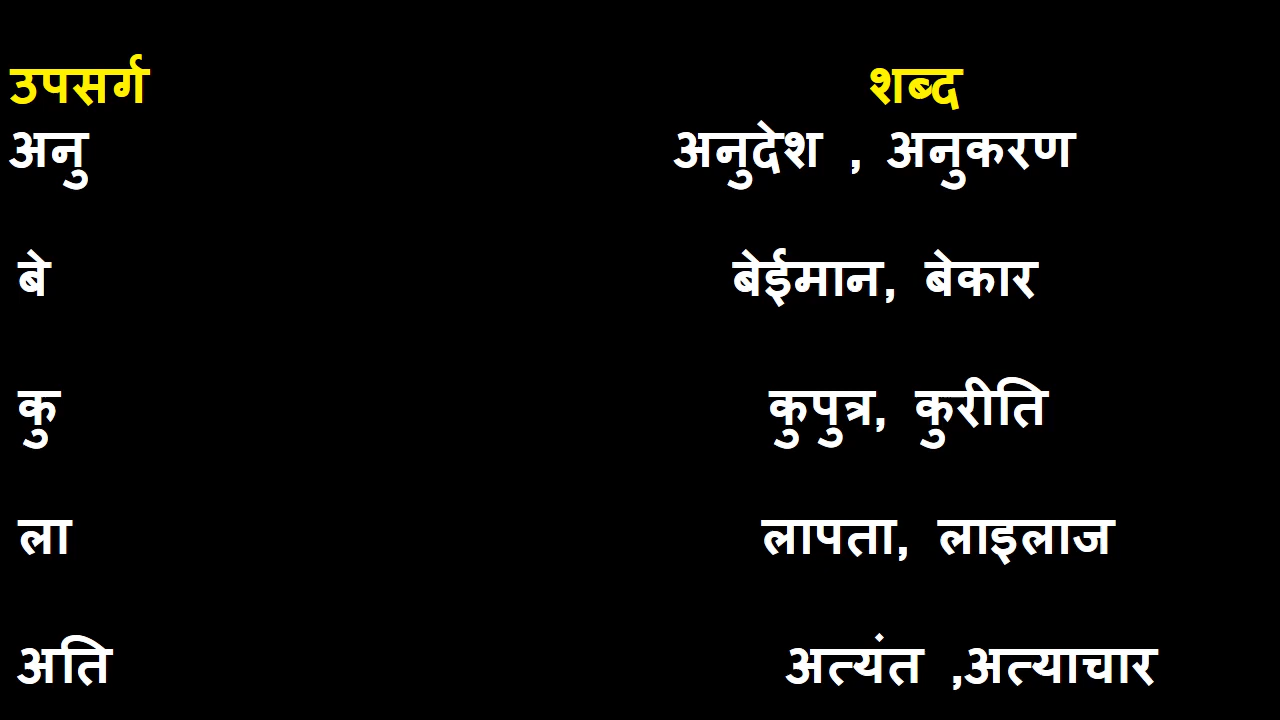 उपसर्ग शब्द
अनु अनुदेश , अनुकरण
बे बेईमान, बेकार
कु कुपुत्र, कुरीति
ला लापता, लाइलाज
अति अत्यंत ,अत्याचार